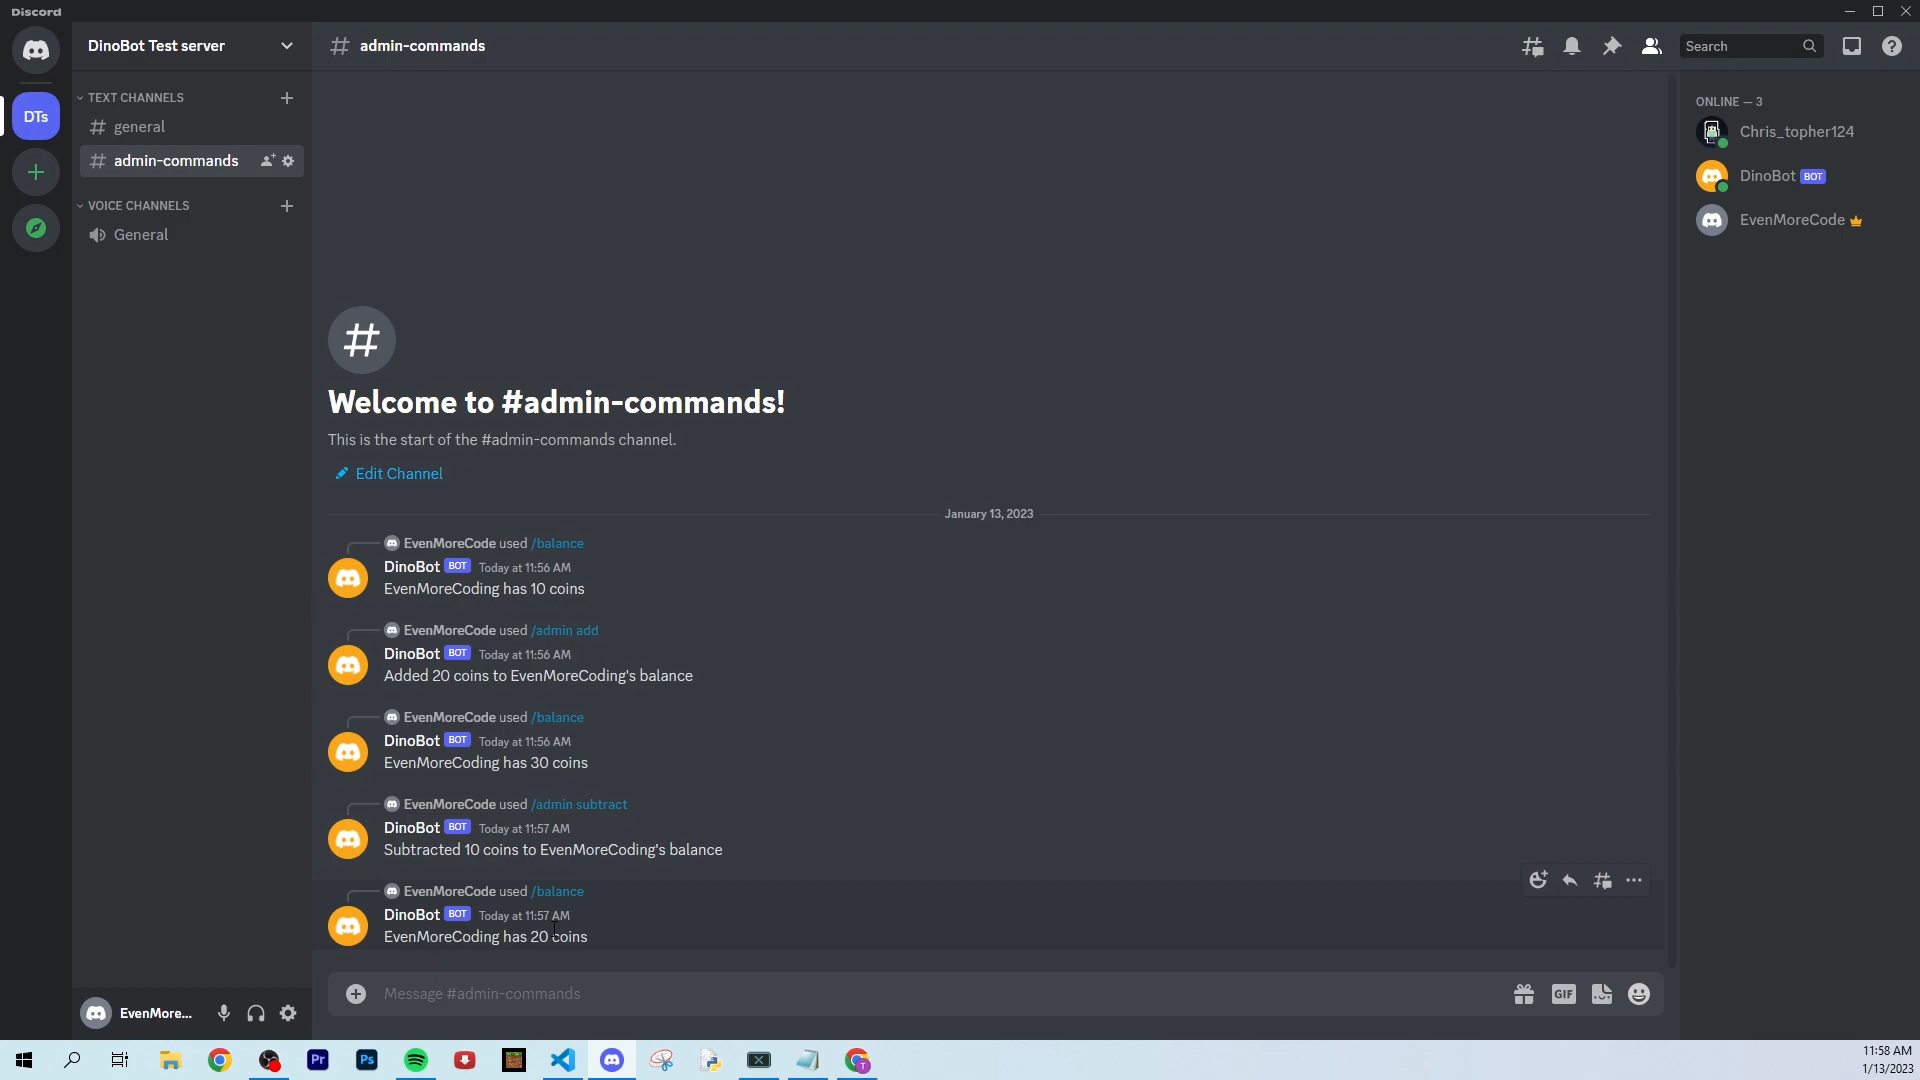 Discord
DinoBot Test server
admin-commands
Search
TEXT CHANNELS
general
admin-commands
VOICE CHANNELS
General
DTs
Welcome to #admin-commands!
This is the start of the #admin-commands channel.
Edit Channel
January 13, 2023
EvenMoreCode used /balance
DinoBot BOT Today at 11:56 AM
EvenMoreCoding has 10 coins
EvenMoreCode used /admin add
DinoBot BOT Today at 11:56 AM
Added 20 coins to EvenMoreCoding's balance
EvenMoreCode used /balance
DinoBot BOT Today at 11:56 AM
EvenMoreCoding has 30 coins
EvenMoreCode used /admin subtract
DinoBot BOT Today at 11:57 AM
Subtracted 10 coins to EvenMoreCoding's balance
EvenMoreCode used /balance
DinoBot BOT Today at 11:57 AM
EvenMoreCoding has 20 coins
Message #admin-commands
GIF
ONLINE — 3
Chris_topher124
DinoBot BOT
EvenMoreCode
EvenMore...
Pr
Ps
T
11:58 AM
1/13/2023